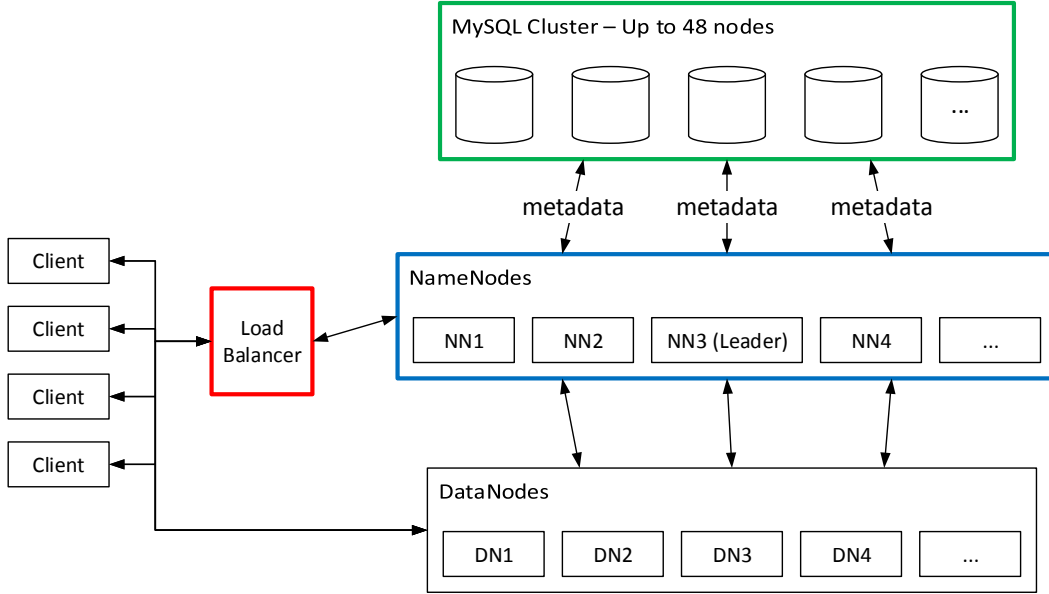 MySQL Cluster – Up to 48 nodes
...
metadata metadata metadata
Client
Client
Client
Client
Load
Balancer
NameNodes
NN1 NN2 NN3 (Leader) NN4 ...
DataNodes
DN1 DN2 DN3 DN4 ...